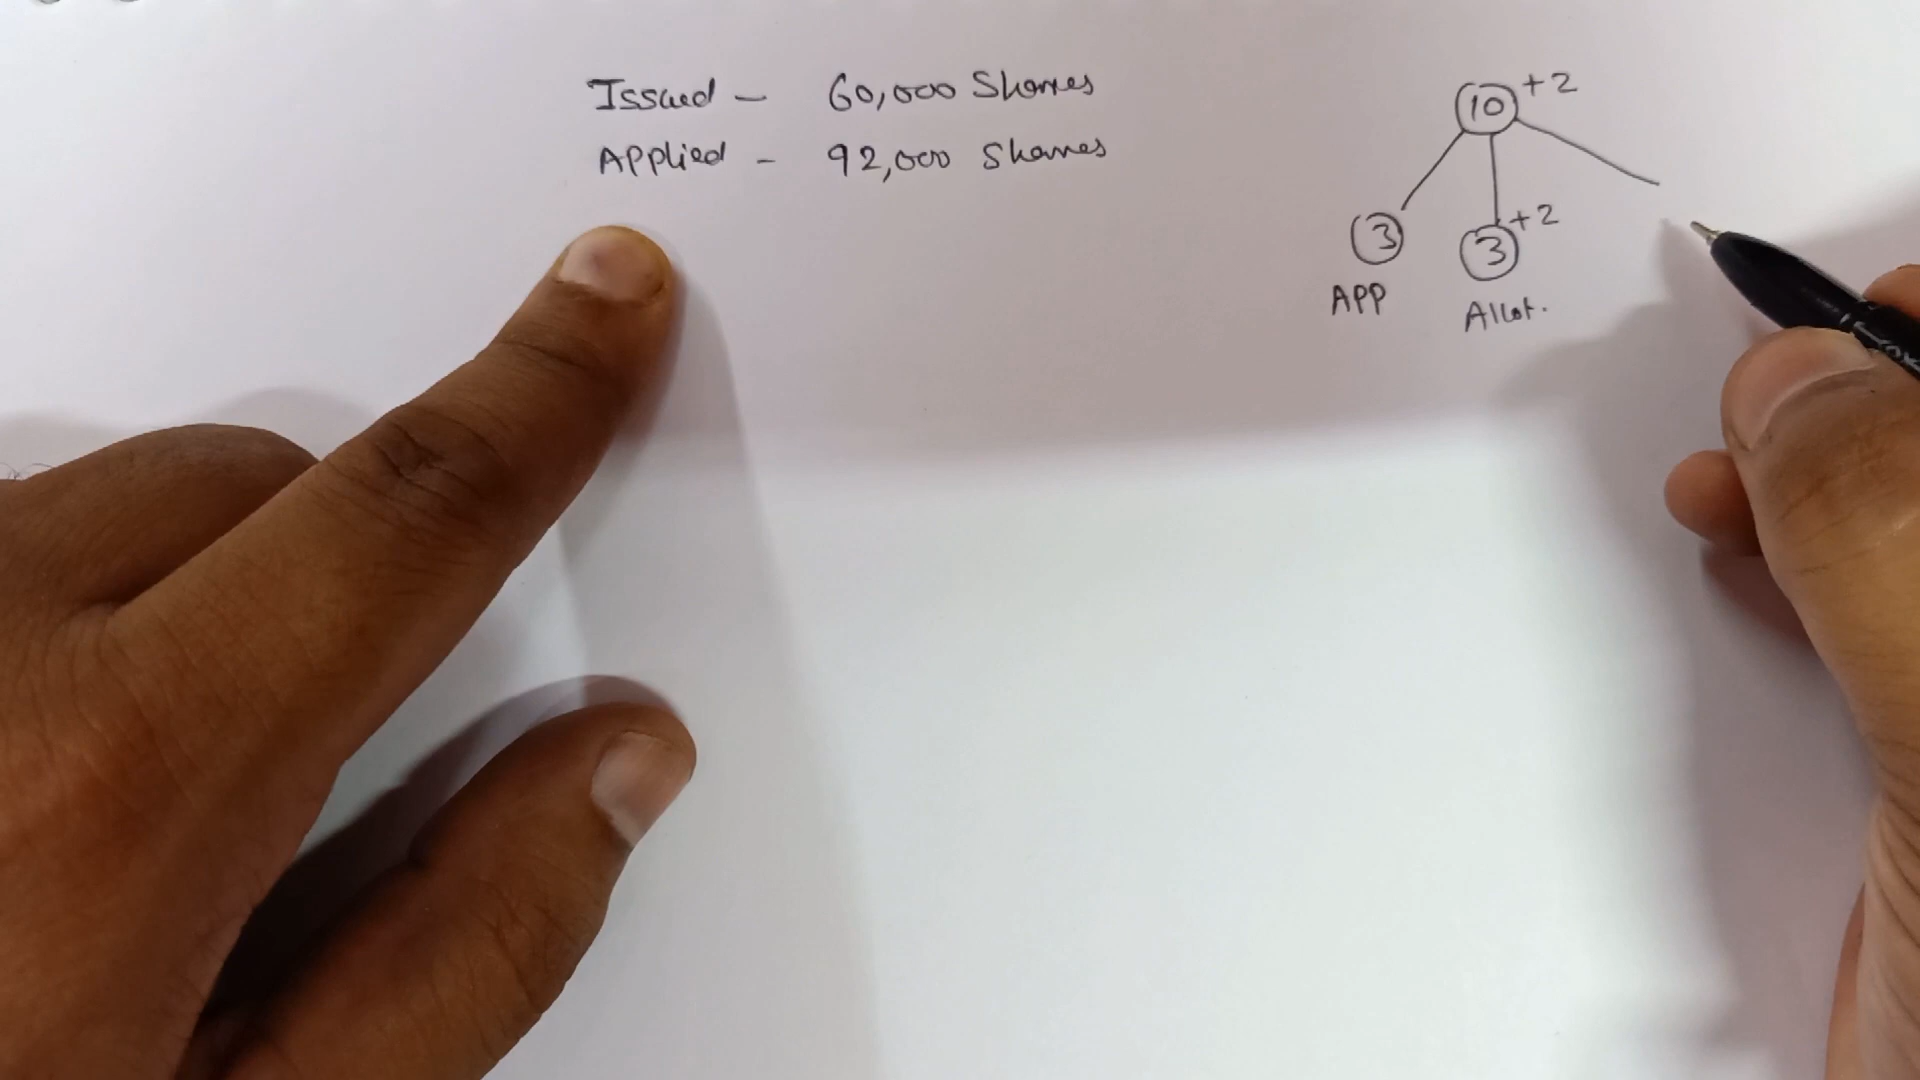 Issued - 60,000 Shares
Applied - 92,000 Shares
10 +2
3
3 +2
APP
Allot.